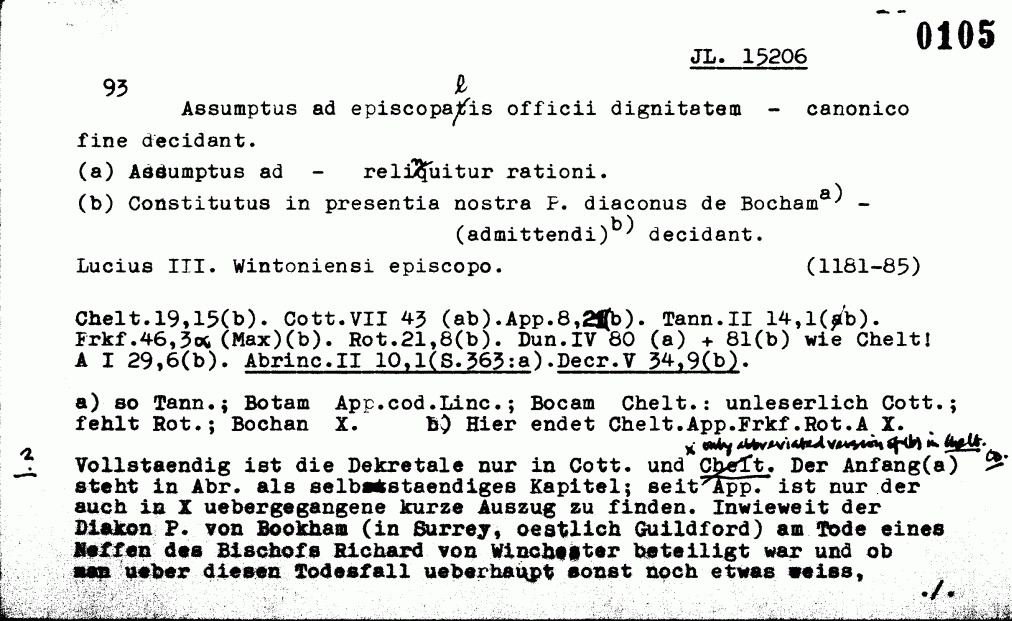 0105
JL. 15206
93
Assumptus ad episcopalis officii dignitatem - canonico
fine decidant.
(a) Assumptus ad - relinquitur rationi.
(b) Constitutus in presentia nostra P. diaconus de Bocham a) -
(admittendi) b) decidant.
Lucius III. Wintoniensi episcopo. (1181-85)
Chelt.19,15(b). Cott.VII 43 (ab).App.8,21(b). Tann.II 14,1(ab).
Frkf.46,3α (Max)(b). Rot.21,8(b). Dun.IV 80 (a) + 81(b) wie Chelt!
A I 29,6(b). Abrinc.II 10,1(S.363:a).Decr.V 34,9(b).
a) so Tann.; Botam App.cod.Linc.; Bocam Chelt.: unleserlich Cott.;
fehlt Rot.; Bochan X. b) Hier endet Chelt.App.Frkf.Rot.A X.
x only abbreviated version of (b) in Chelt.
Vollstaendig ist die Dekretale nur in Cott. und Chelt. Der Anfang(a)
steht in Abr. als selbststaendiges Kapitel; seit App. ist nur der
auch in X uebergegangene kurze Auszug zu finden. Inwieweit der
Diakon P. von Bookham (in Surrey, oestlich Guildford) am Tode eines
Neffen des Bischofs Richard von Winchester beteiligt war und ob
man ueber diesen Todesfall ueberhaupt sonst noch etwas weiss,
./.